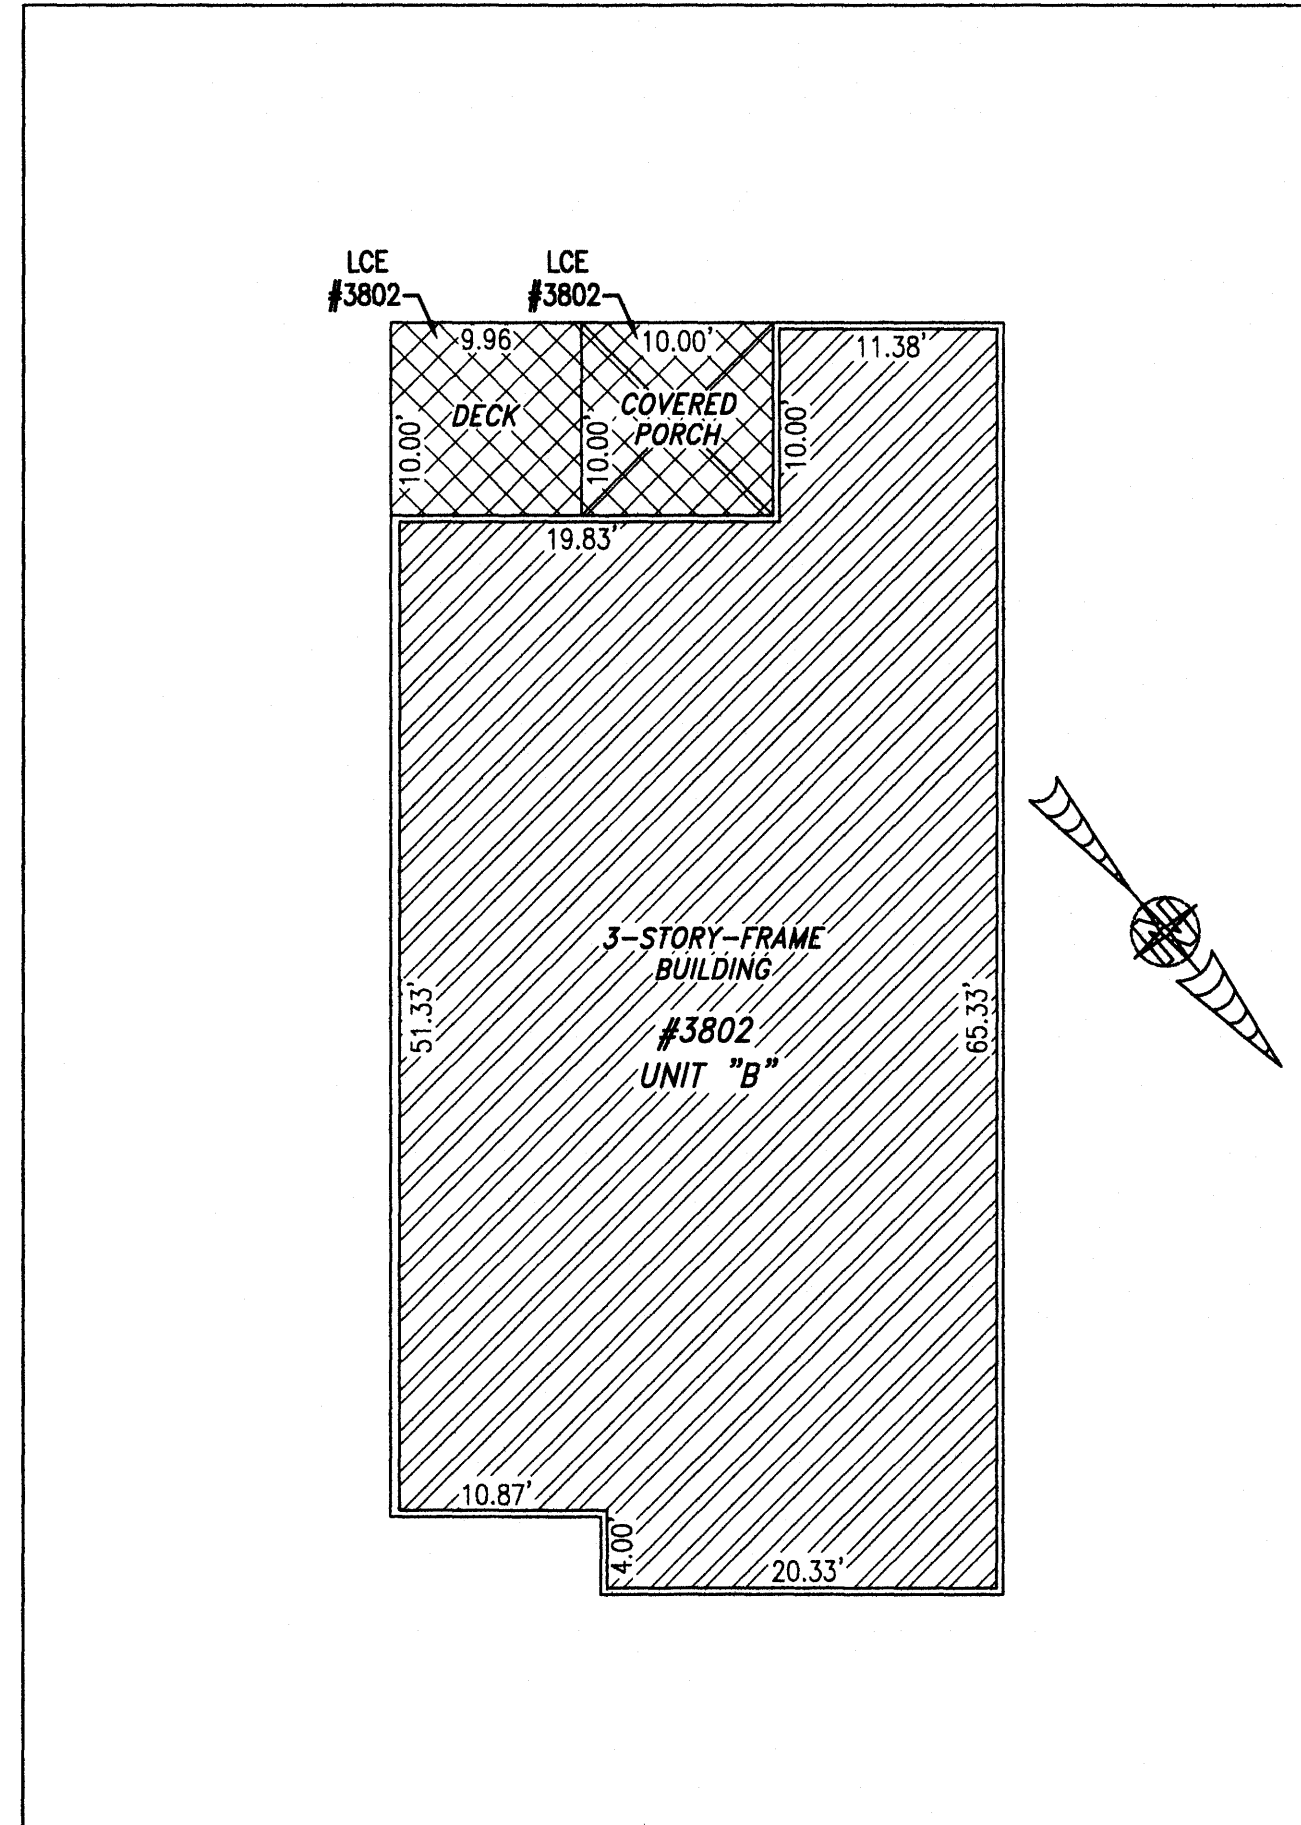 LCE
#3802
LCE
#3802
9.96
10.00'
11.38'
DECK
COVERED
PORCH
10.00'
10.00'
10.00'
19.83'
3-STORY-FRAME
BUILDING
#3802
UNIT "B"
51.33'
65.33'
10.87'
4.00'
20.33'
N